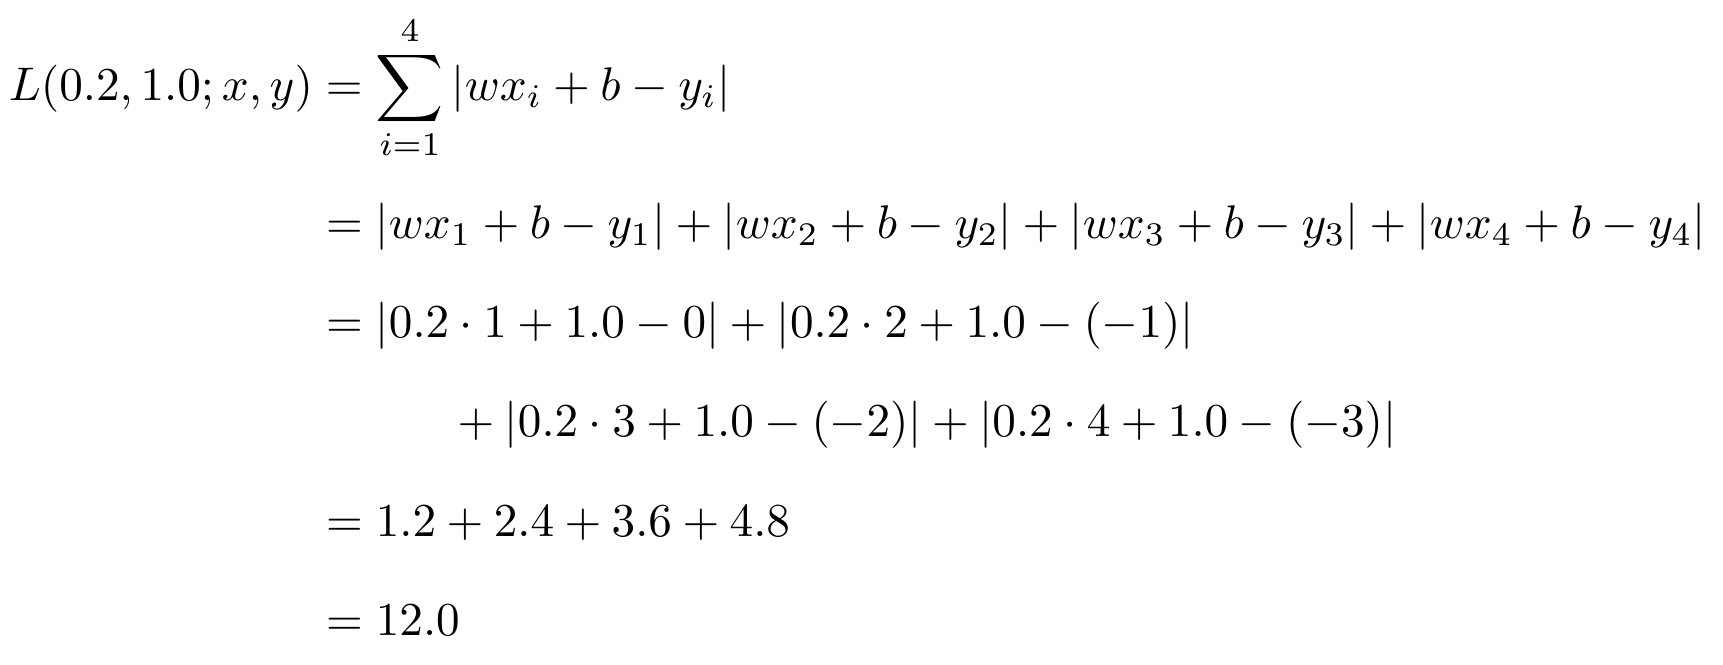 L(0.2, 1.0; x, y) = \sum_{i=1}^{4} |wx_i + b − y_i|
= |wx_1 + b − y_1| + |wx_2 + b − y_2| + |wx_3 + b − y_3| + |wx_4 + b − y_4|
= |0.2 · 1 + 1.0 − 0| + |0.2 · 2 + 1.0 − (−1)|
+ |0.2 · 3 + 1.0 − (−2)| + |0.2 · 4 + 1.0 − (−3)|
= 1.2 + 2.4 + 3.6 + 4.8
= 12.0